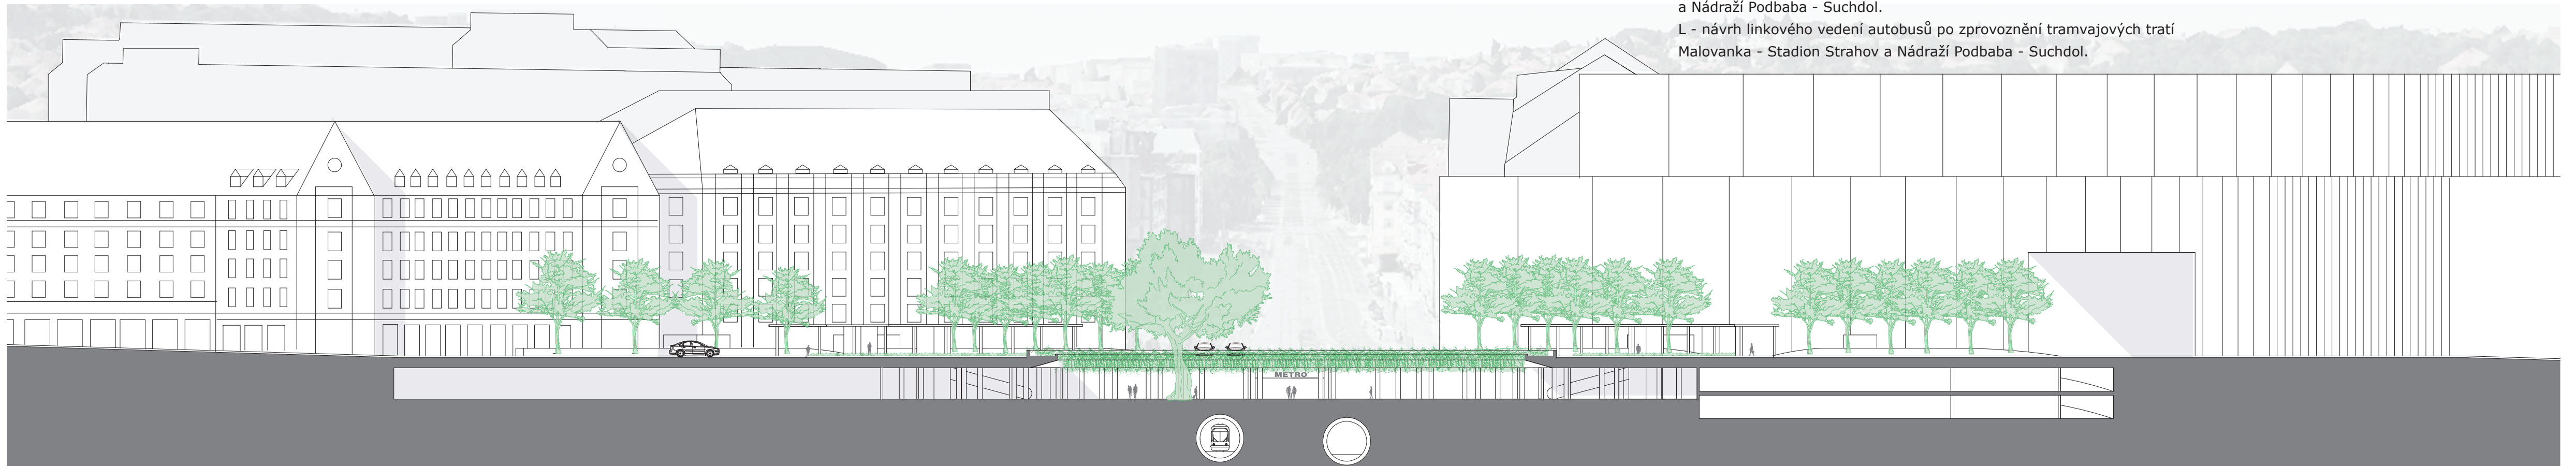 a Nádraží Podbaba - Suchdol.
L - návrh linkového vedení autobusů po zprovoznění tramvajových tratí
Malovanka - Stadion Strahov a Nádraží Podbaba - Suchdol.
METRO